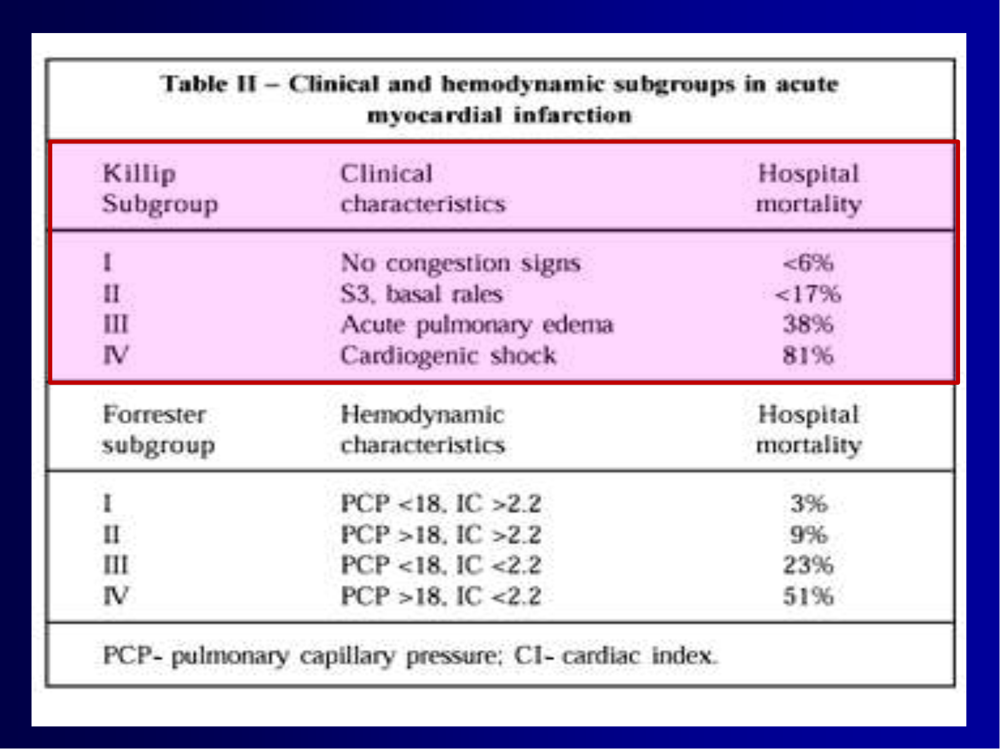 Table II – Clinical and hemodynamic subgroups in acute
myocardial infarction
Killip Subgroup Clinical characteristics Hospital mortality
I No congestion signs <6%
II S3, basal rales <17%
III Acute pulmonary edema 38%
IV Cardiogenic shock 81%
Forrester subgroup Hemodynamic characteristics Hospital mortality
I PCP <18, IC >2.2 3%
II PCP >18, IC >2.2 9%
III PCP <18, IC <2.2 23%
IV PCP >18, IC <2.2 51%
PCP- pulmonary capillary pressure; CI- cardiac index.